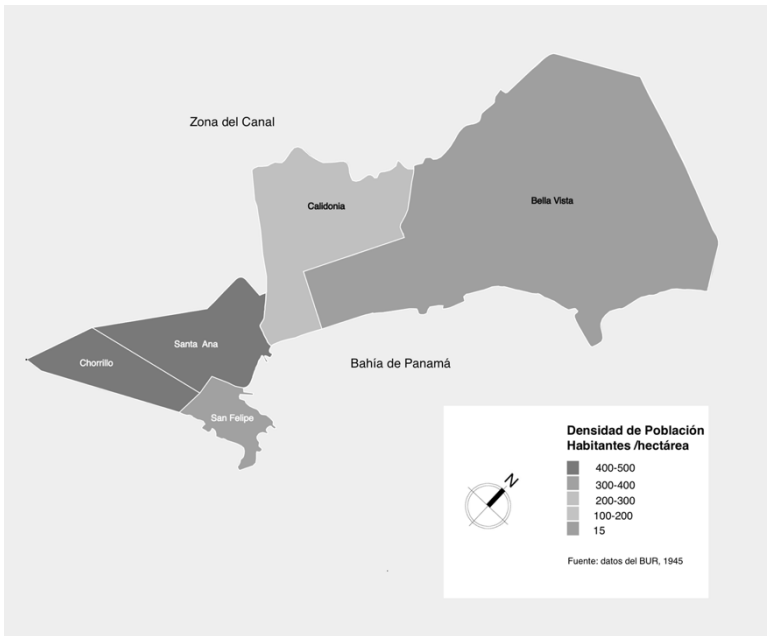 Zona del Canal
Calidonia
Bella Vista
Santa Ana
Chorrillo
Bahía de Panamá
San Felipe
N
Densidad de Población
Habitantes /hectárea
400-500
300-400
200-300
100-200
15
Fuente: datos del BUR, 1945